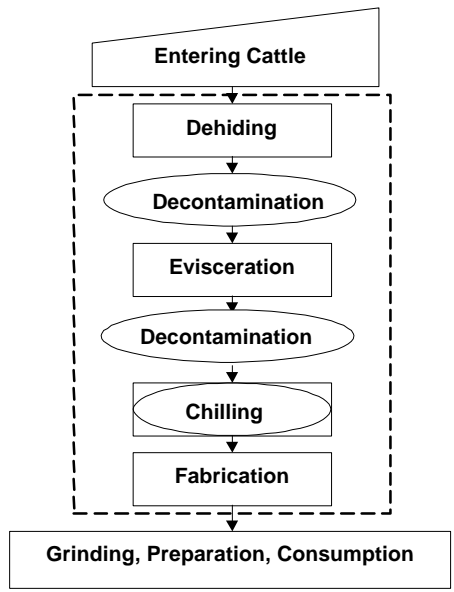 Entering Cattle
Dehiding
Decontamination
Evisceration
Decontamination
Chilling
Fabrication
Grinding, Preparation, Consumption